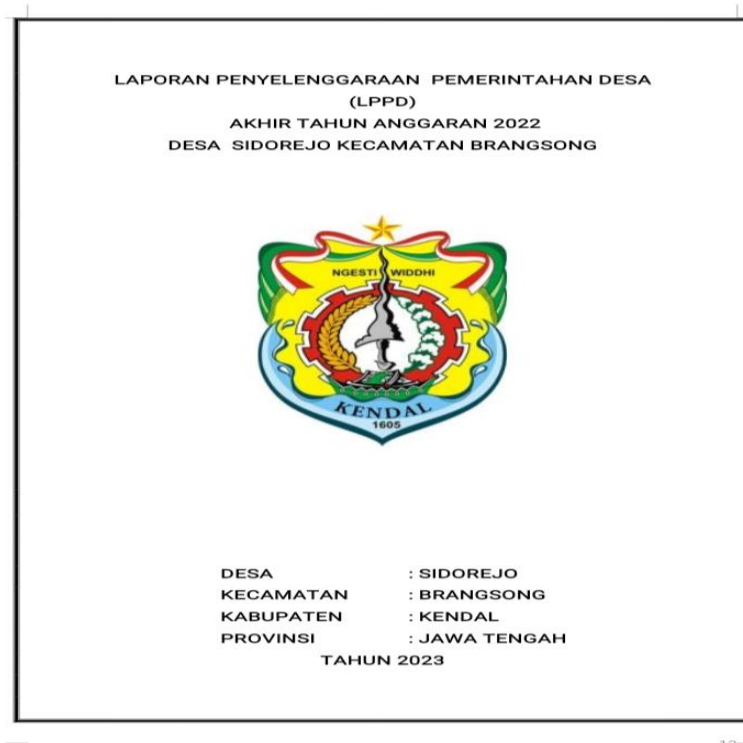 LAPORAN PENYELENGGARAAN PEMERINTAHAN DESA
(LPPD)
AKHIR TAHUN ANGGARAN 2022
DESA SIDOREJO KECAMATAN BRANGSONG
NGESTI WIDDHI
KENDAL
1605
DESA : SIDOREJO
KECAMATAN : BRANGSONG
KABUPATEN : KENDAL
PROVINSI : JAWA TENGAH
TAHUN 2023